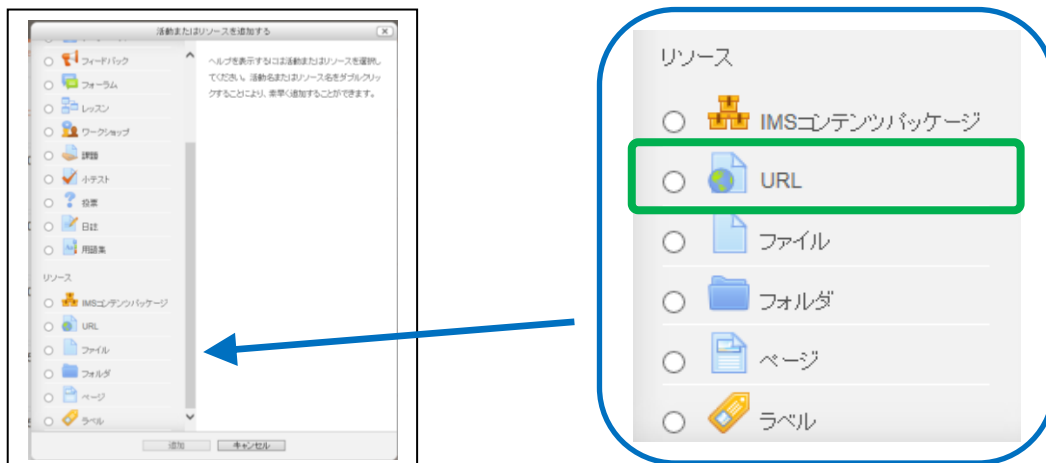 活動またはリソースを追加する
フィードバック
フォーラム
レッスン
ワークショップ
課題
小テスト
投票
日誌
用語集
リソース
IMSコンテンツパッケージ
URL
ファイル
フォルダ
ページ
ラベル
ヘルプを表示するには活動またはリソースを選択し
てください。活動名またはリソース名をダブルクリッ
クすることにより、素早く追加することができます。
追加
キャンセル
リソース
IMSコンテンツパッケージ
URL
ファイル
フォルダ
ページ
ラベル